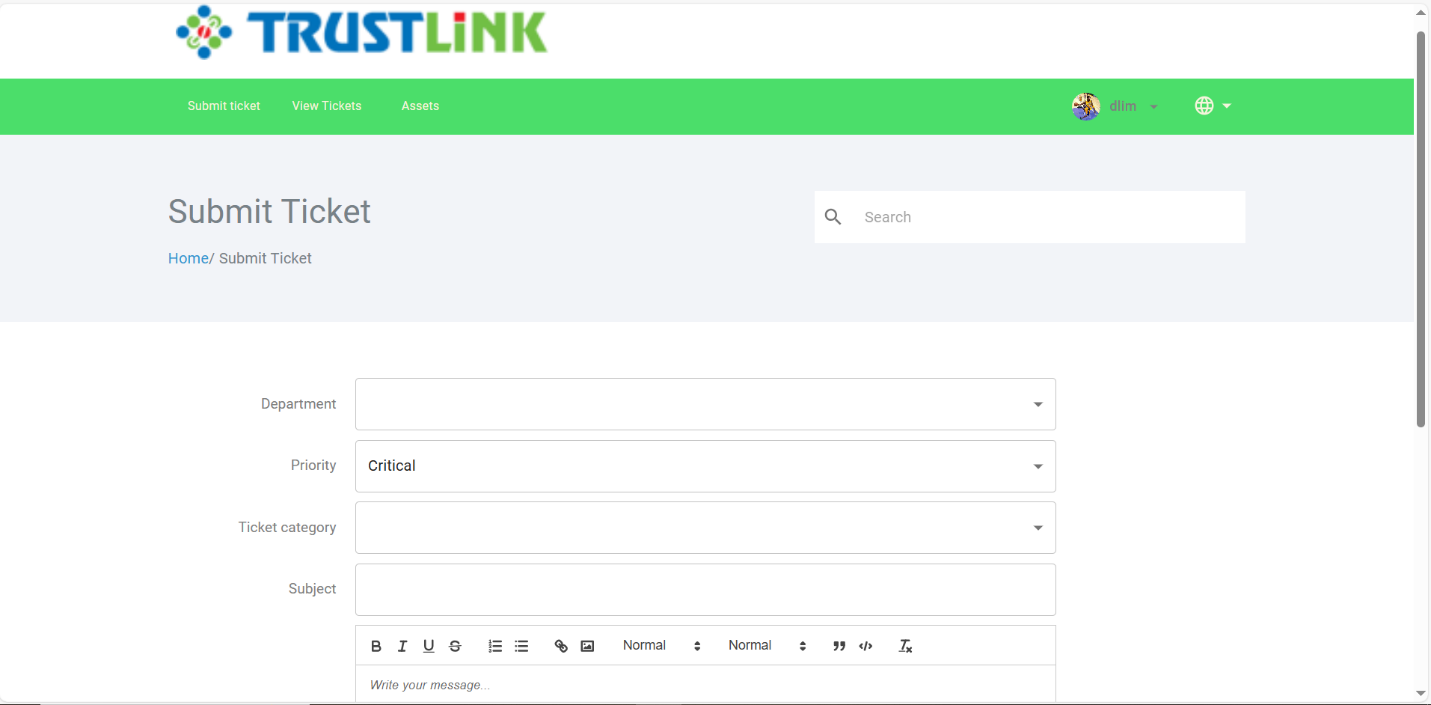 TRUSTLiNK
Submit ticket View Tickets Assets dlim
Submit Ticket
Search
Home/ Submit Ticket
Department
Priority Critical
Ticket category
Subject
B I U S Normal Normal
Write your message...